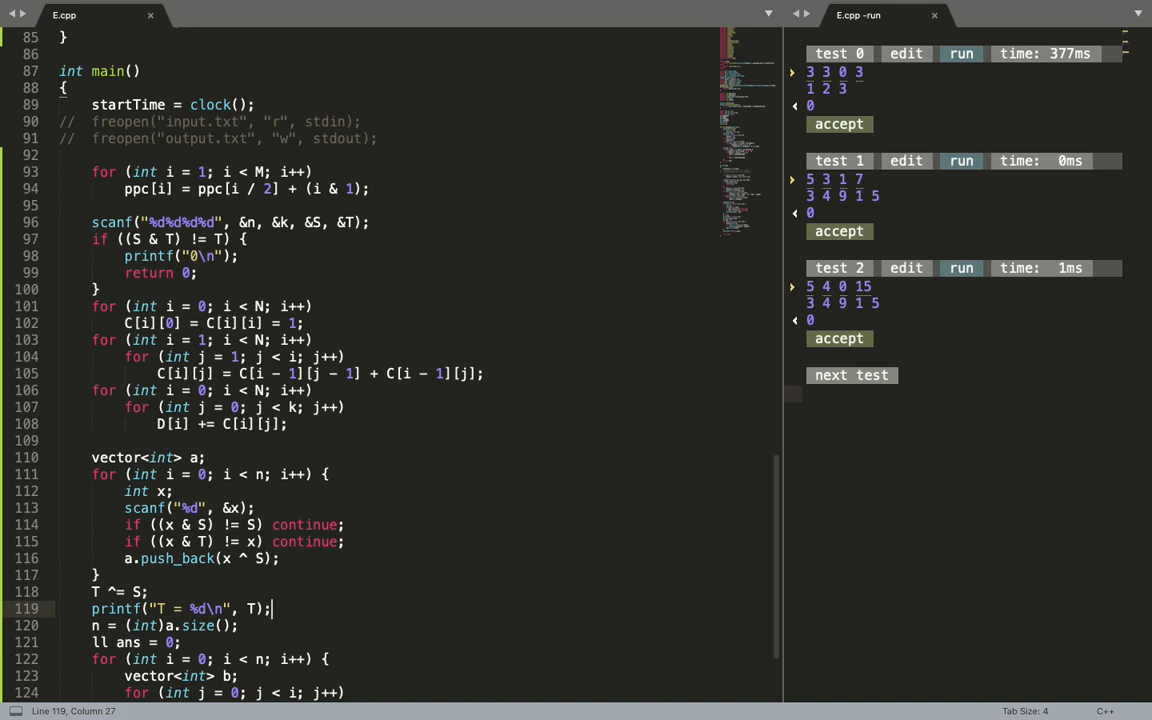 E.cpp
85 }
86
87 int main()
88 {
89 startTime = clock();
90 // freopen("input.txt", "r", stdin);
91 // freopen("output.txt", "w", stdout);
92
93 for (int i = 1; i < M; i++)
94 ppc[i] = ppc[i / 2] + (i & 1);
95
96 scanf("%d%d%d%d", &n, &k, &S, &T);
97 if ((S & T) != T) {
98 printf("0\n");
99 return 0;
100 }
101 for (int i = 0; i < N; i++)
102 C[i][0] = C[i][i] = 1;
103 for (int i = 1; i < N; i++)
104 for (int j = 1; j < i; j++)
105 C[i][j] = C[i - 1][j - 1] + C[i - 1][j];
106 for (int i = 0; i < N; i++)
107 for (int j = 0; j < k; j++)
108 D[i] += C[i][j];
109
110 vector<int> a;
111 for (int i = 0; i < n; i++) {
112 int x;
113 scanf("%d", &x);
114 if ((x & S) != S) continue;
115 if ((x & T) != x) continue;
116 a.push_back(x ^ S);
117 }
118 T ^= S;
119 printf("T = %d\n", T);
120 n = (int)a.size();
121 ll ans = 0;
122 for (int i = 0; i < n; i++) {
123 vector<int> b;
124 for (int j = 0; j < i; j++)
E.cpp -run
test 0 edit run time: 377ms
3 3 0 3
1 2 3
0
accept
test 1 edit run time: 0ms
5 3 1 7
3 4 9 1 5
0
accept
test 2 edit run time: 1ms
5 4 0 15
3 4 9 1 5
0
accept
next test
Line 119, Column 27
Tab Size: 4
C++